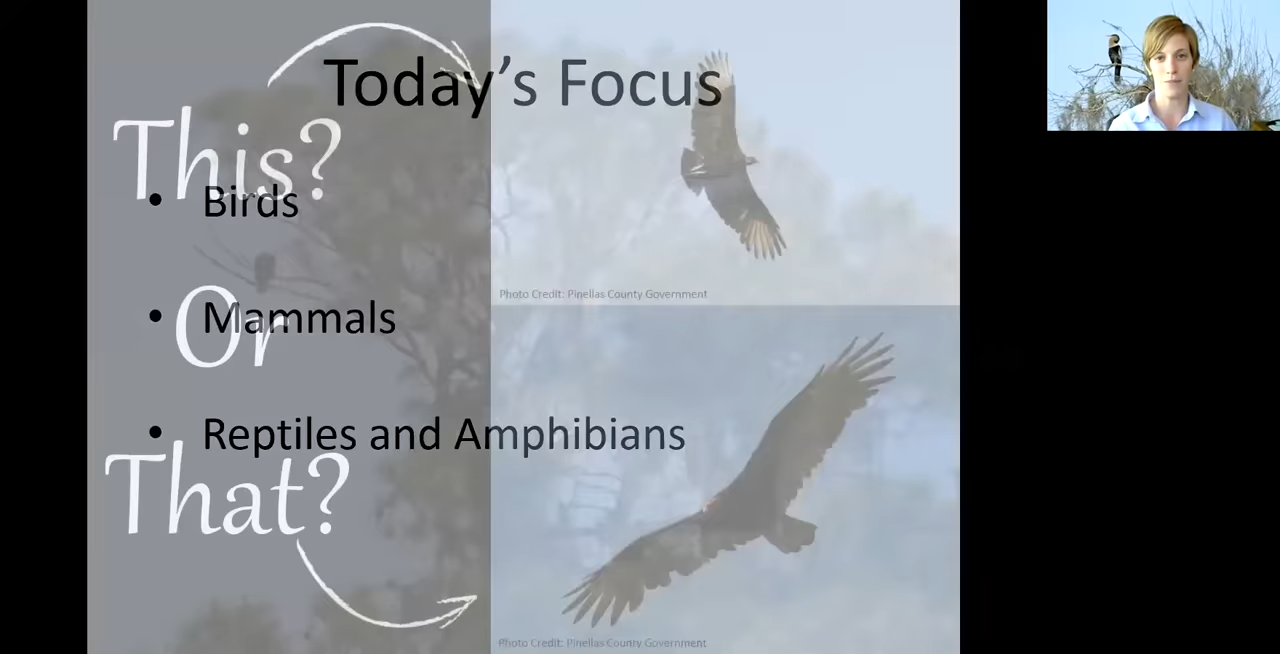 Today's Focus
This?
• Birds
Photo Credit: Pinellas County Government
Or
• Mammals
• Reptiles and Amphibians
That?
Photo Credit: Pinellas County Government